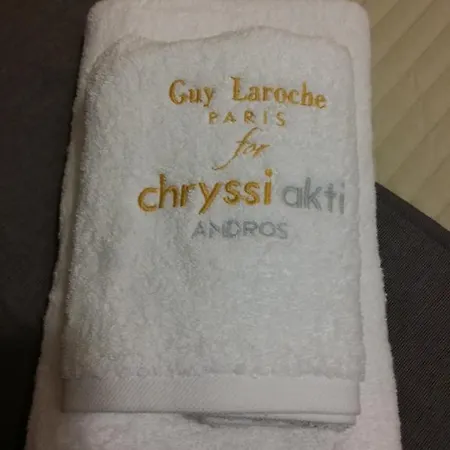 Guy Laroche
PARIS
for
chryssi akti
ANDROS